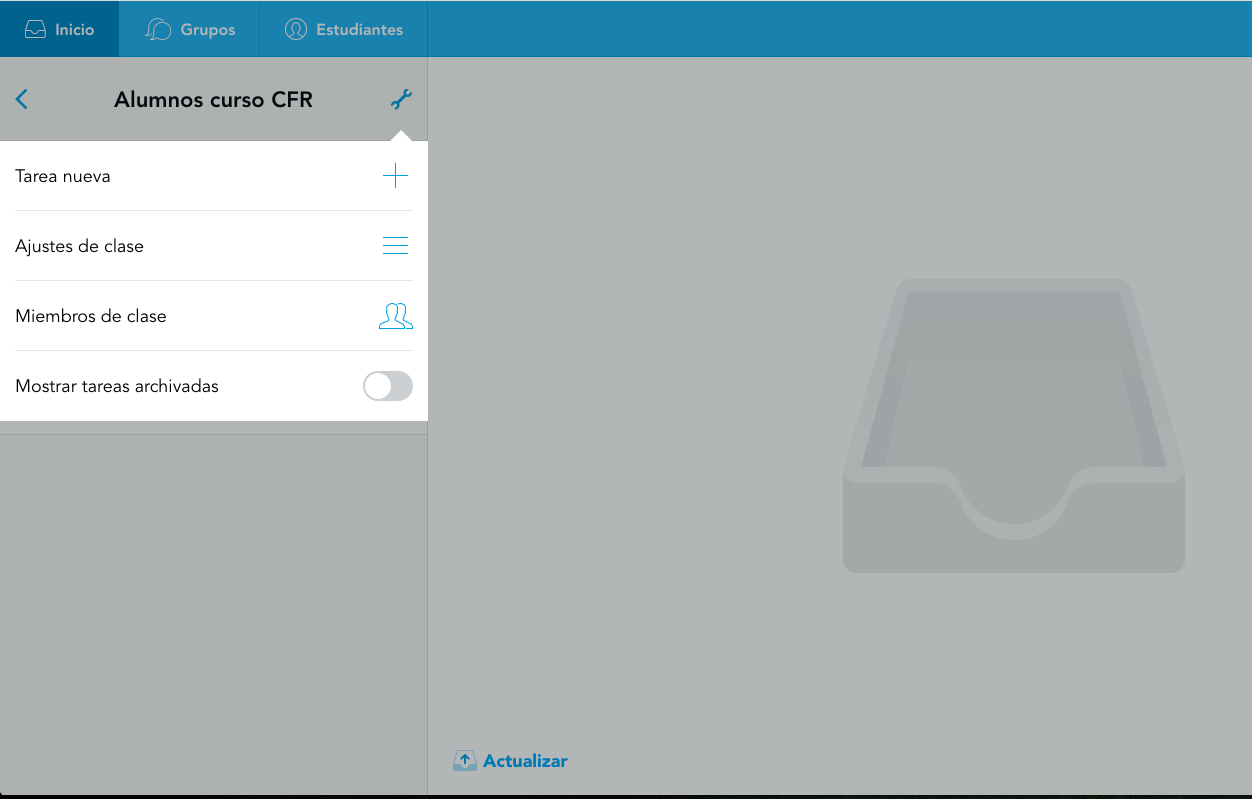 Inicio
Grupos
Estudiantes
Alumnos curso CFR
Tarea nueva
Ajustes de clase
Miembros de clase
Mostrar tareas archivadas
Actualizar